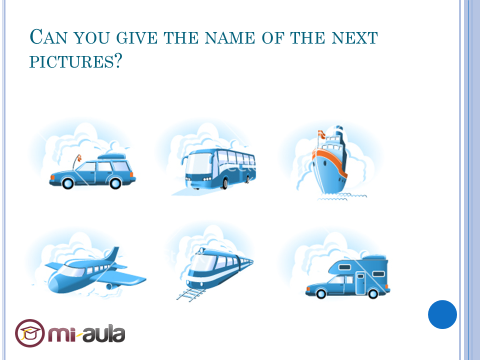 Can you give the name of the next
pictures?
mi-aula